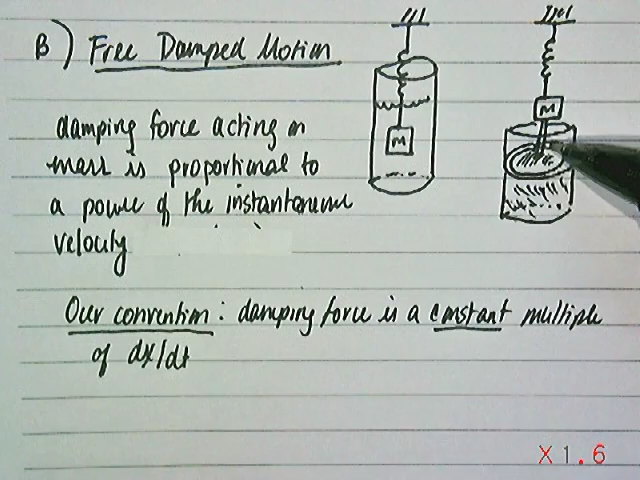 B) Free Damped Motion
damping force acting on
mass is proportional to
a power of the instantaneous
velocity
Our convention : damping force is a constant multiple
of dx/dt
M
M
X1.6